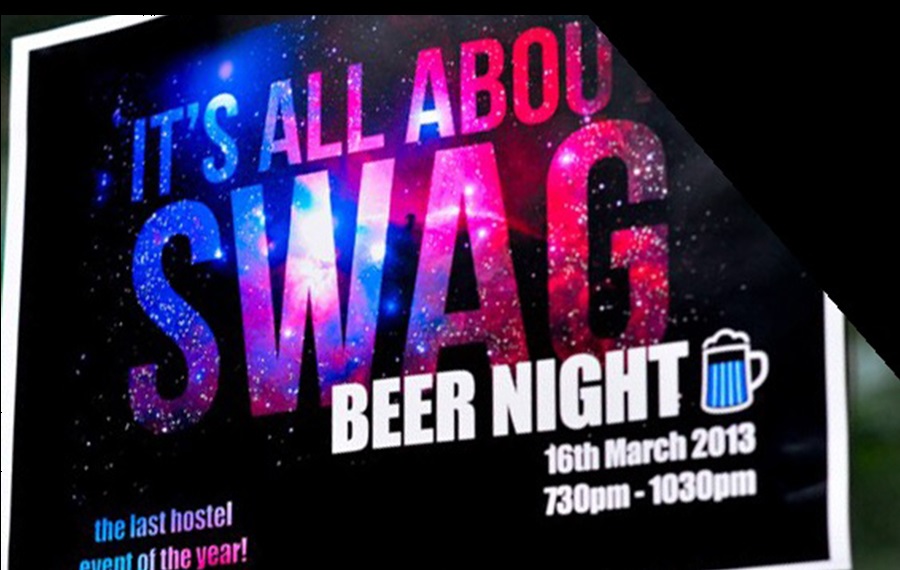 IT'S ALL ABOU
SWAG
BEER NIGHT
16th March 2013
730pm - 1030pm
the last hostel
event of the year!